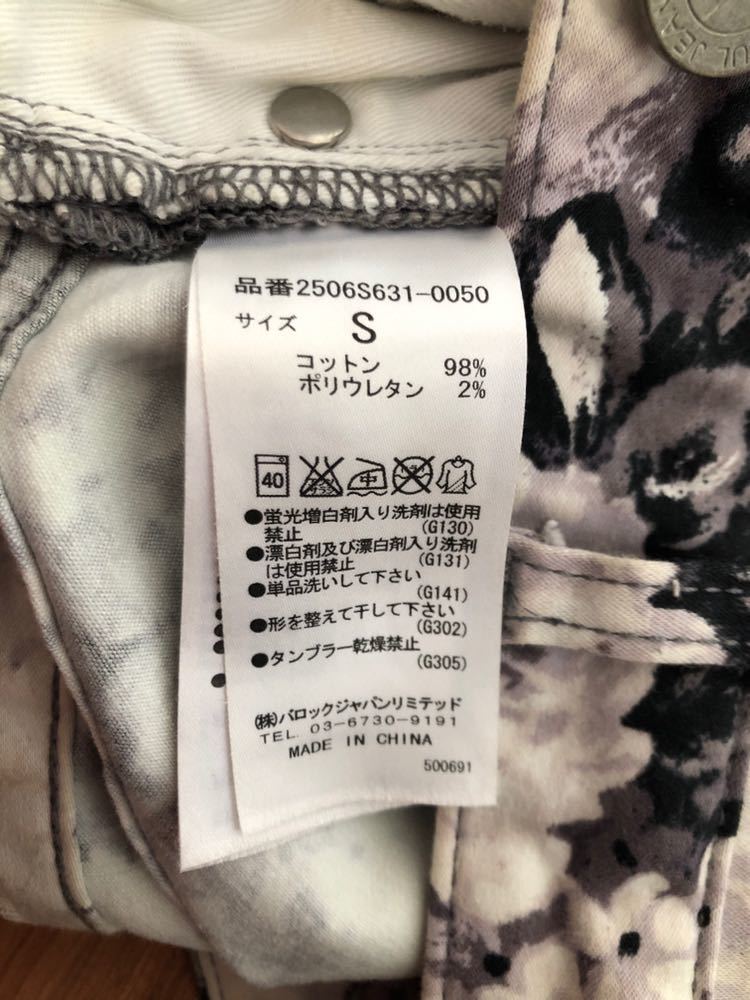 UL JEAN
品番2506S631-0050
サイズ S
コットン 98%
ポリウレタン 2%
40 中
●蛍光増白剤入り洗剤は使用
禁止 (G130)
●漂白剤及び漂白剤入り洗剤
は使用禁止 (G131)
●単品洗いして下さい
(G141)
●形を整えて干して下さい
(G302)
●タンブラー乾燥禁止
(G305)
(株)バロックジャパンリミテッド
TEL. 03-6730-9191
MADE IN CHINA
500691